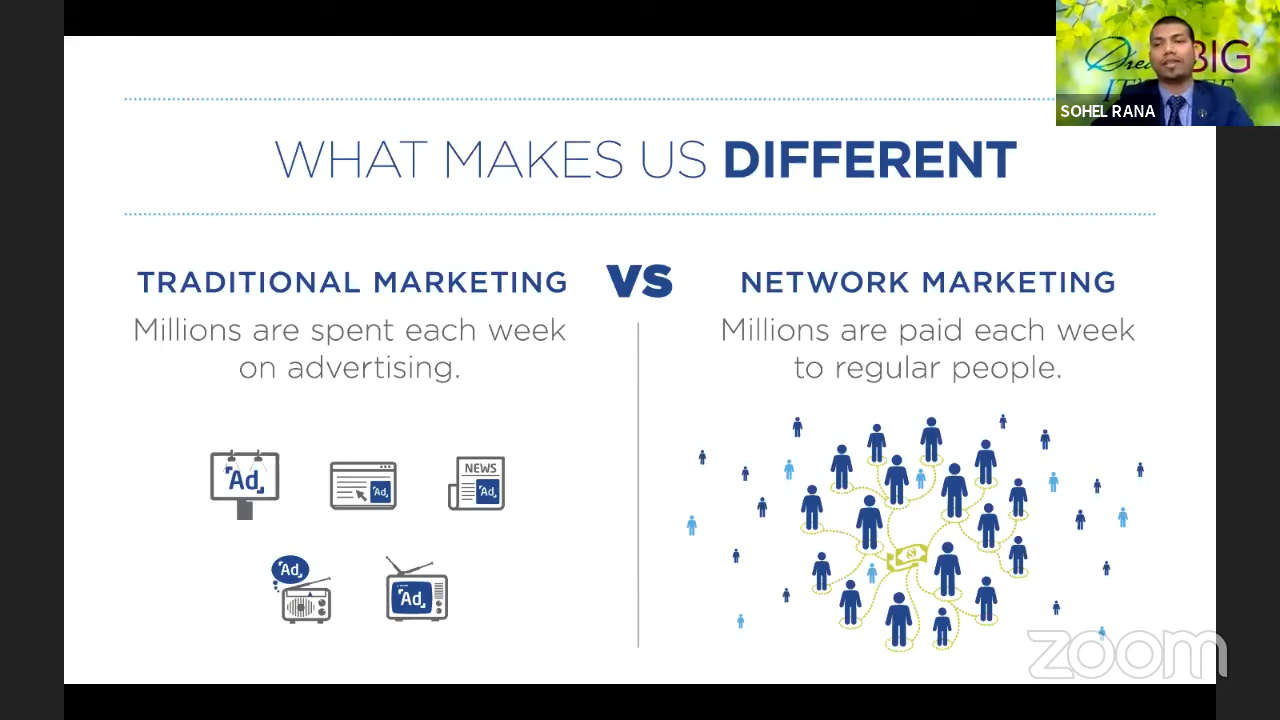 Dream BIG
SOHEL RANA
WHAT MAKES US DIFFERENT
TRADITIONAL MARKETING
VS
NETWORK MARKETING
Millions are spent each week
on advertising.
Millions are paid each week
to regular people.
Ad
Ad
NEWS
Ad
Ad
Ad
$
zoom